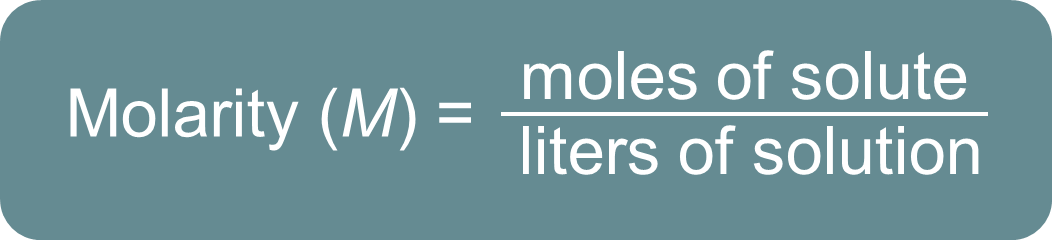 Molarity (M) =
moles of solute
liters of solution